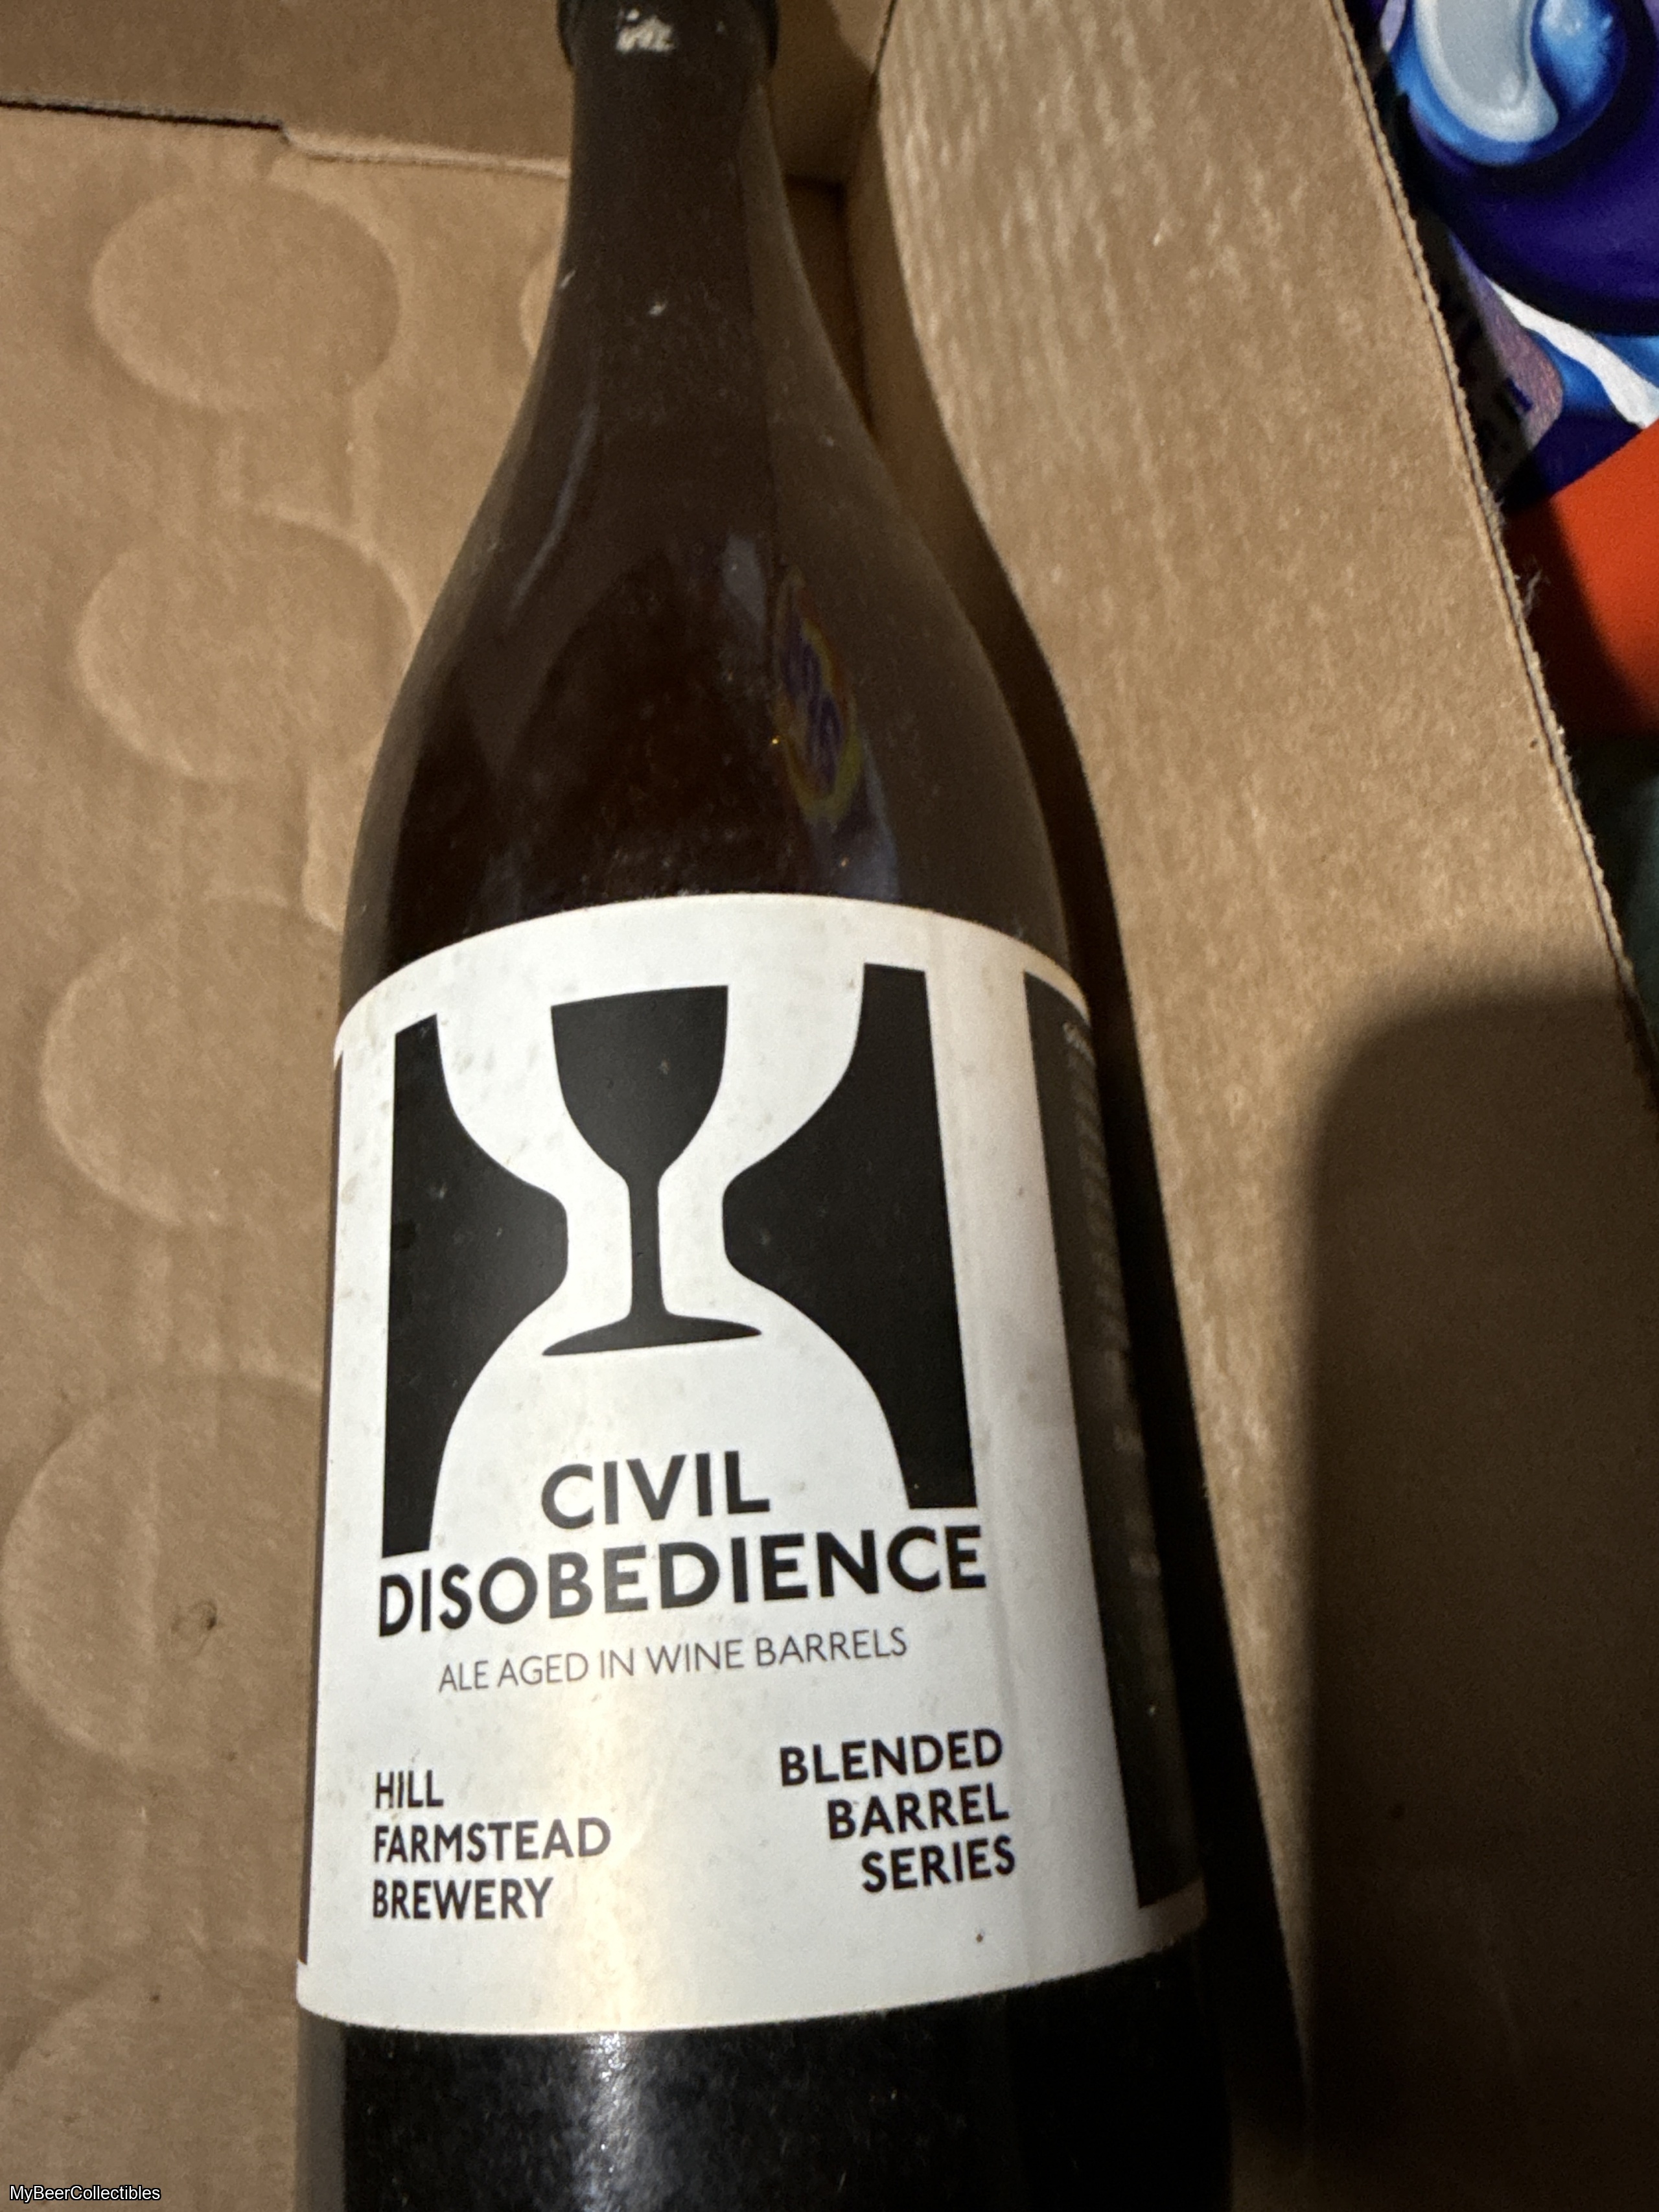 CIVIL
DISOBEDIENCE
ALE AGED IN WINE BARRELS
HILL
FARMSTEAD
BREWERY
BLENDED
BARREL
SERIES
MyBeerCollectibles